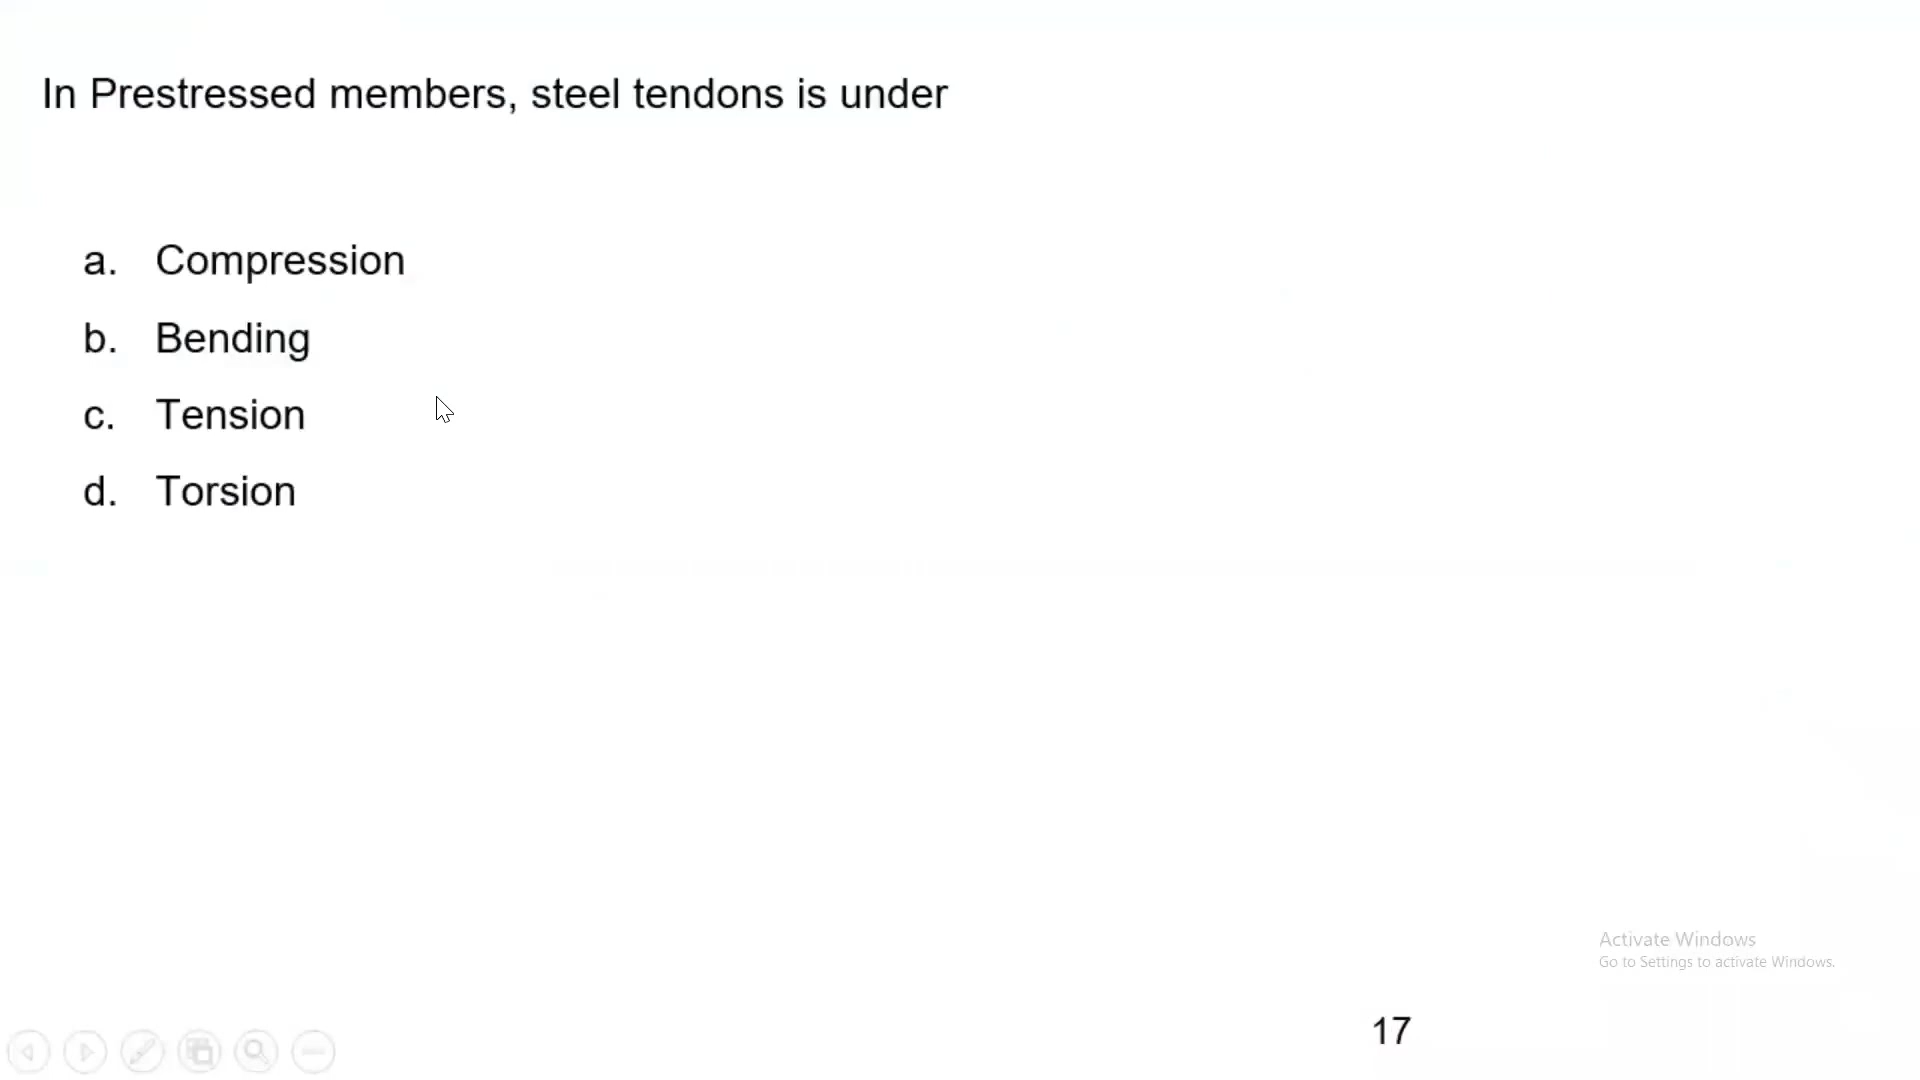 In Prestressed members, steel tendons is under
a. Compression
b. Bending
c. Tension
d. Torsion
Activate Windows
Go to Settings to activate Windows.
17